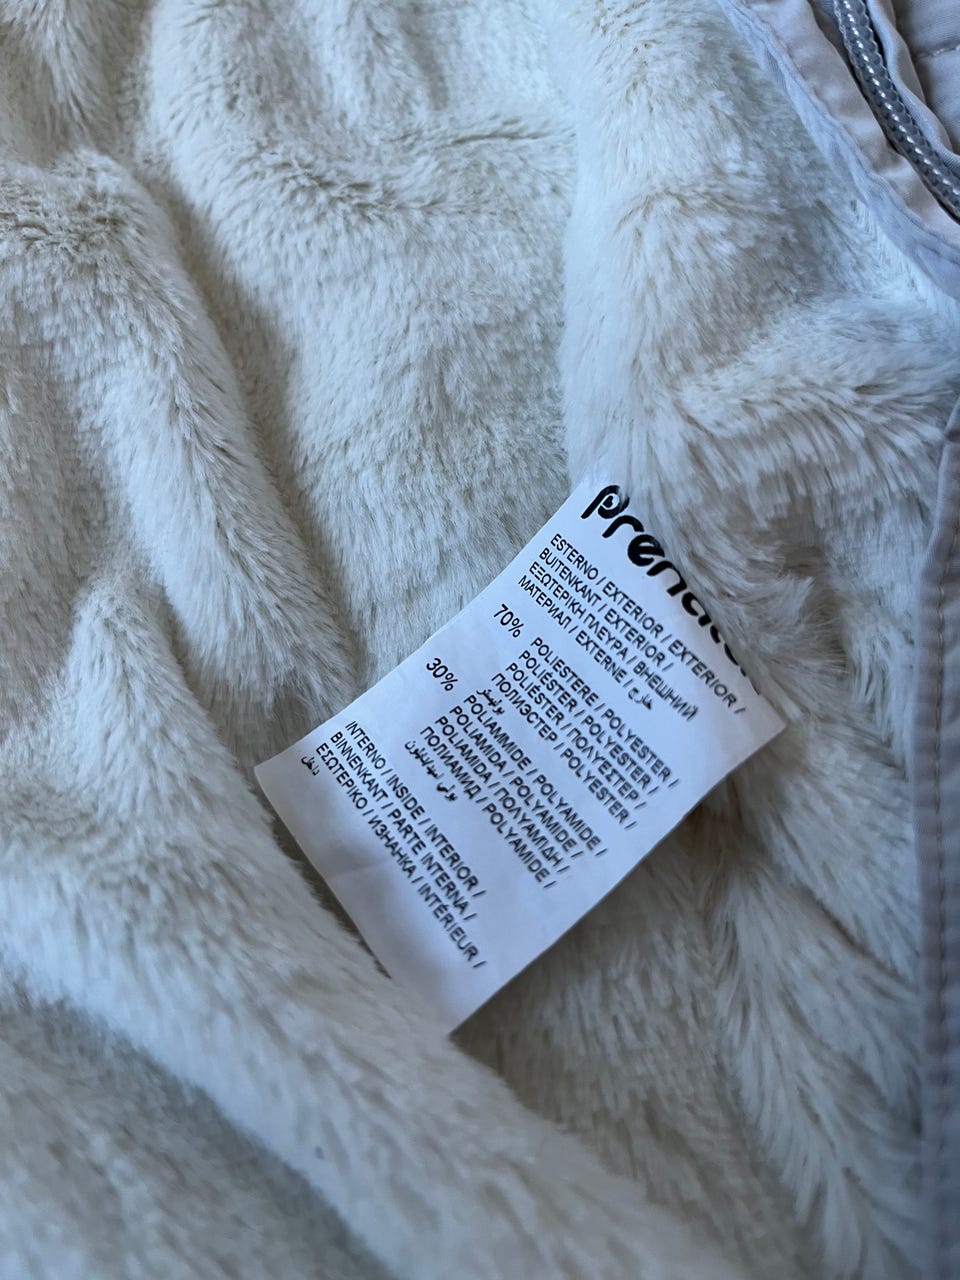 Prenatal
ESTERNO / EXTERIOR / EXTERIOR /
BUITENKANT / EXTERIOR /
ΕΞΩΤΕΡΙΚΗ ΠΛΕΥΡΑ / ВНЕШНИЙ
МАТЕРИАЛ / EXTERNE / خارج
70% POLIESTERE / POLYESTER /
POLIÉSTER / POLYESTER /
POLIÉSTER / ΠΟΛΥΕΣΤΕΡ /
ПОЛИЭСТЕР / POLYESTER /
بوليستر
30% POLIAMMIDE / POLYAMIDE /
POLIAMIDA / POLYAMIDE /
POLIAMIDA / ΠΟΛΥΑΜΙΔΗ /
ПОЛИАМИД / POLYAMIDE /
INTERNO / INSIDE / INTERIOR /
BINNENKANT / PARTE INTERNA /
ΕΣΩΤΕΡΙΚΟ / ИЗНАНКА / INTÉRIEUR /
داخل